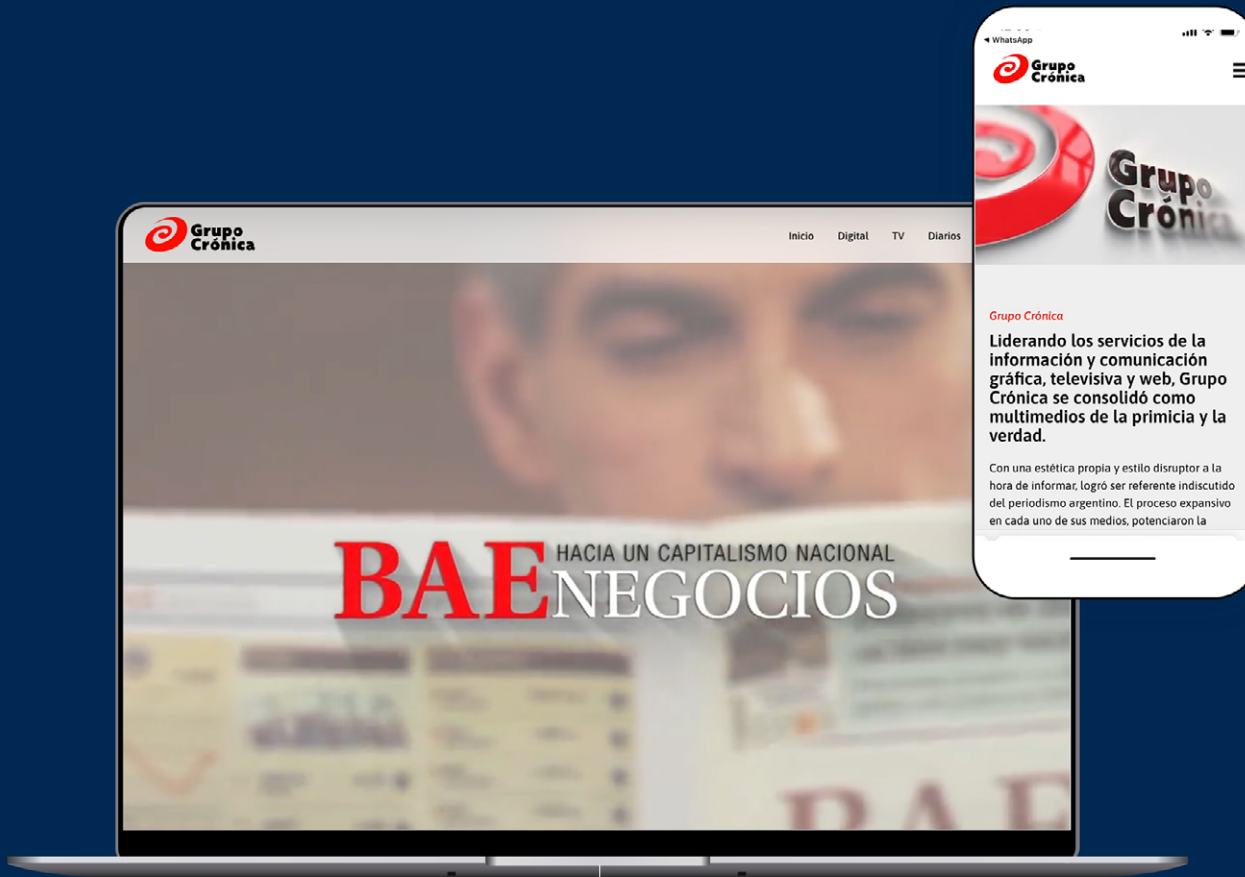 Grupo
Crónica
Inicio Digital TV Diarios
BAE HACIA UN CAPITALISMO NACIONAL
NEGOCIOS
BAE
WhatsApp
Grupo
Crónica
Grupo
Crónica
Grupo Crónica
Liderando los servicios de la
información y comunicación
gráfica, televisiva y web, Grupo
Crónica se consolidó como
multimedios de la primicia y la
verdad.
Con una estética propia y estilo disruptor a la
hora de informar, logró ser referente indiscutido
del periodismo argentino. El proceso expansivo
en cada uno de sus medios, potenciaron la